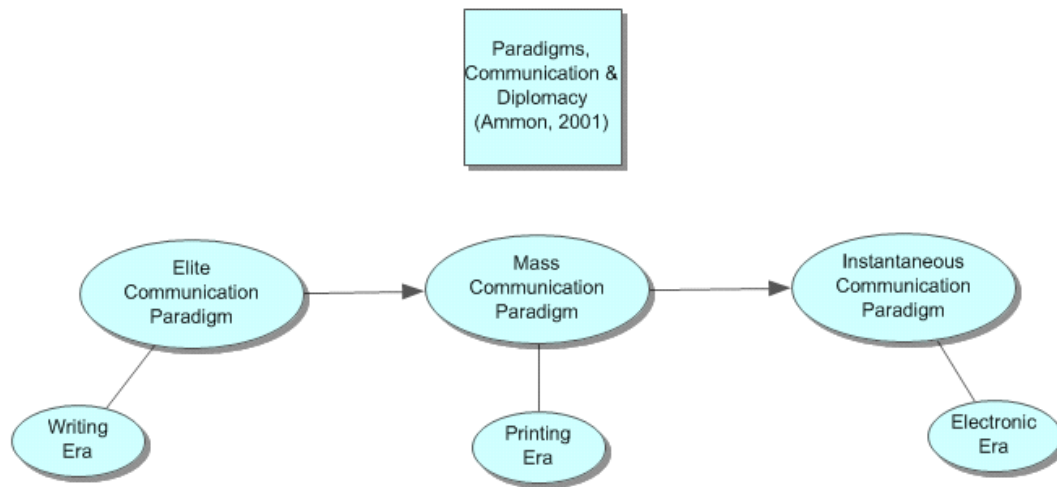 Paradigms,
Communication &
Diplomacy
(Ammon, 2001)
Elite
Communication
Paradigm
Mass
Communication
Paradigm
Instantaneous
Communication
Paradigm
Writing
Era
Printing
Era
Electronic
Era